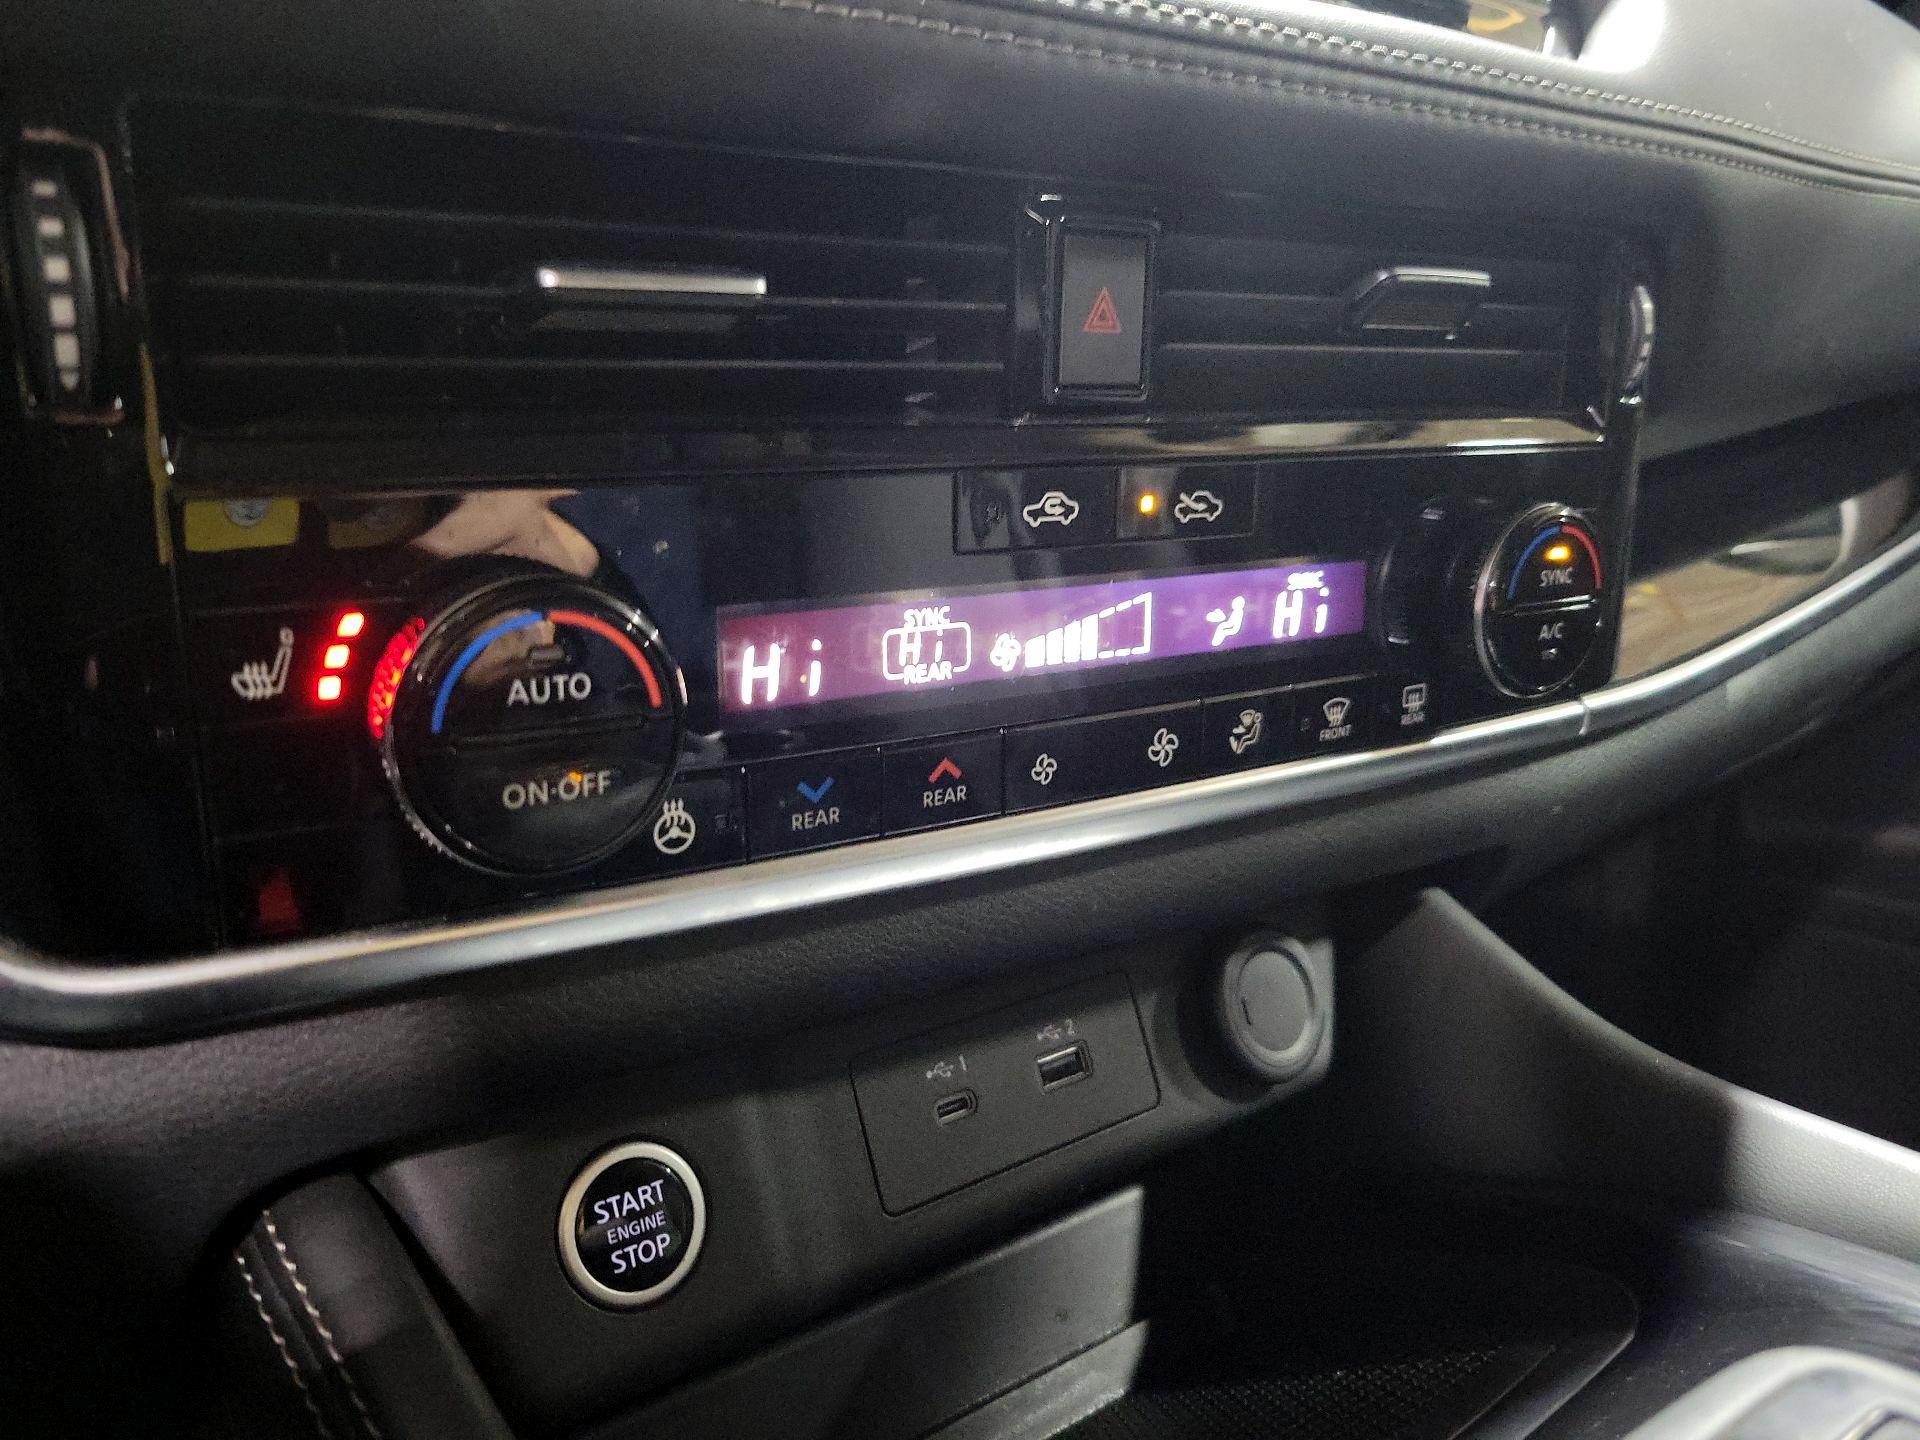 SYNC
SYNC
SYNC
Hi
Hi
REAR
Hi
A/C
AUTO
ON·OFF
REAR
REAR
FRONT
REAR
1
2
START
ENGINE
STOP